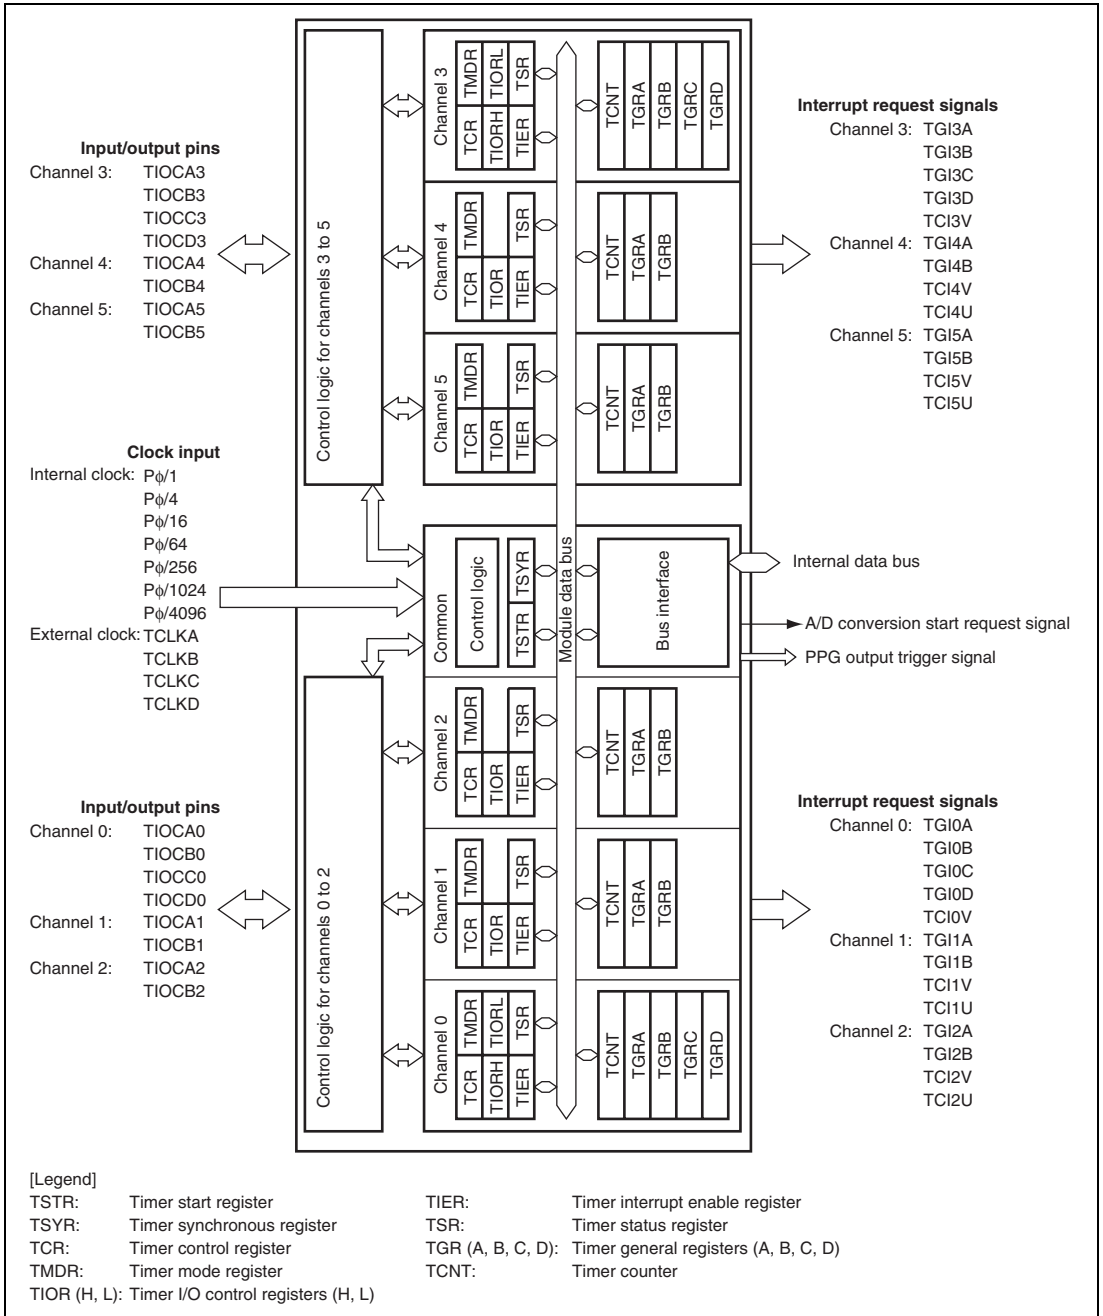 Input/output pins
Channel 3: TIOCA3
TIOCB3
TIOCC3
TIOCD3
Channel 4: TIOCA4
TIOCB4
Channel 5: TIOCA5
TIOCB5
Clock input
Internal clock: Pϕ/1
Pϕ/4
Pϕ/16
Pϕ/64
Pϕ/256
Pϕ/1024
Pϕ/4096
External clock: TCLKA
TCLKB
TCLKC
TCLKD
Input/output pins
Channel 0: TIOCA0
TIOCB0
TIOCC0
TIOCD0
Channel 1: TIOCA1
TIOCB1
Channel 2: TIOCA2
TIOCB2
Control logic for channels 3 to 5
Control logic for channels 0 to 2
Channel 3
TCR TMDR
TIORH TIORL
TIER TSR
TCNT
TGRA
TGRB
TGRC
TGRD
Channel 4
TCR TMDR
TIOR
TIER TSR
TCNT
TGRA
TGRB
Channel 5
TCR TMDR
TIOR
TIER TSR
TCNT
TGRA
TGRB
Common
Control logic
TSTR TSYR
Module data bus
Bus interface
Channel 2
TCR TMDR
TIOR
TIER TSR
TCNT
TGRA
TGRB
Channel 1
TCR TMDR
TIOR
TIER TSR
TCNT
TGRA
TGRB
Channel 0
TCR TMDR
TIORH TIORL
TIER TSR
TCNT
TGRA
TGRB
TGRC
TGRD
Interrupt request signals
Channel 3: TGI3A
TGI3B
TGI3C
TGI3D
TCI3V
Channel 4: TGI4A
TGI4B
TCI4V
TCI4U
Channel 5: TGI5A
TGI5B
TCI5V
TCI5U
Internal data bus
A/D conversion start request signal
PPG output trigger signal
Interrupt request signals
Channel 0: TGI0A
TGI0B
TGI0C
TGI0D
TCI0V
Channel 1: TGI1A
TGI1B
TCI1V
TCI1U
Channel 2: TGI2A
TGI2B
TCI2V
TCI2U
[Legend]
TSTR: Timer start register
TSYR: Timer synchronous register
TCR: Timer control register
TMDR: Timer mode register
TIOR (H, L): Timer I/O control registers (H, L)
TIER: Timer interrupt enable register
TSR: Timer status register
TGR (A, B, C, D): Timer general registers (A, B, C, D)
TCNT: Timer counter